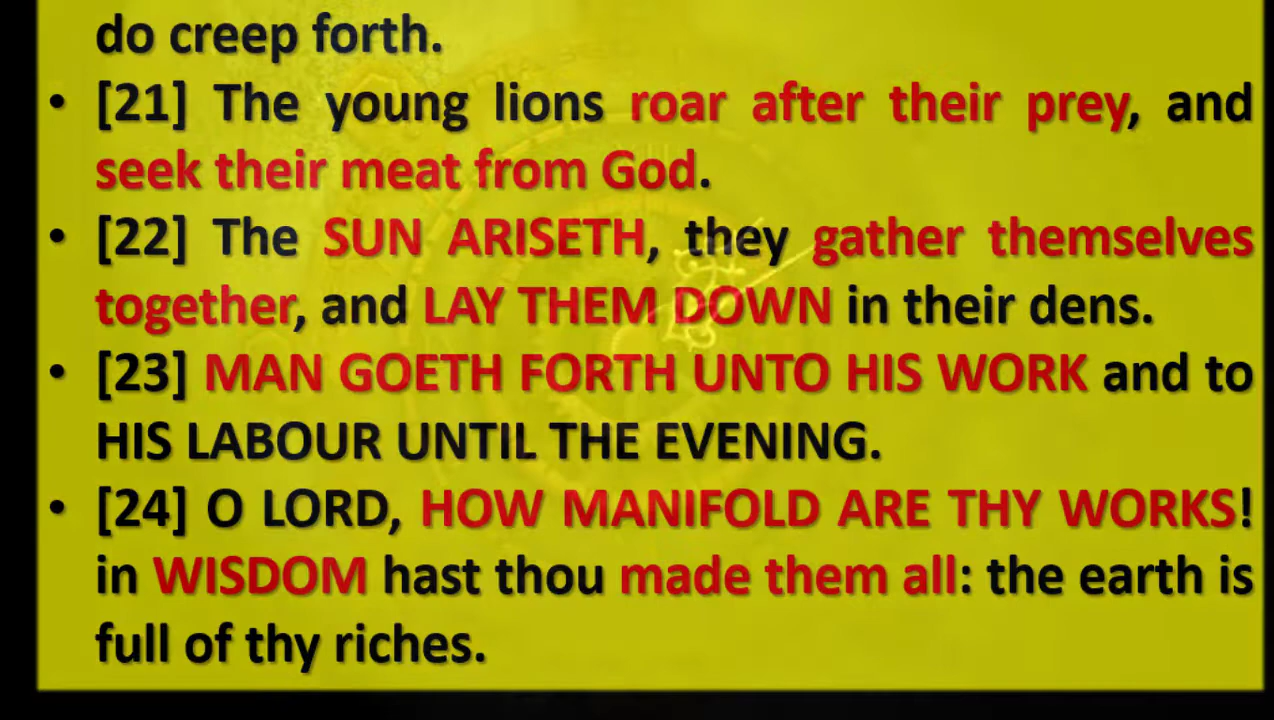 do creep forth.
• [21] The young lions roar after their prey, and
seek their meat from God.
• [22] The SUN ARISETH, they gather themselves
together, and LAY THEM DOWN in their dens.
• [23] MAN GOETH FORTH UNTO HIS WORK and to
HIS LABOUR UNTIL THE EVENING.
• [24] O LORD, HOW MANIFOLD ARE THY WORKS!
in WISDOM hast thou made them all: the earth is
full of thy riches.